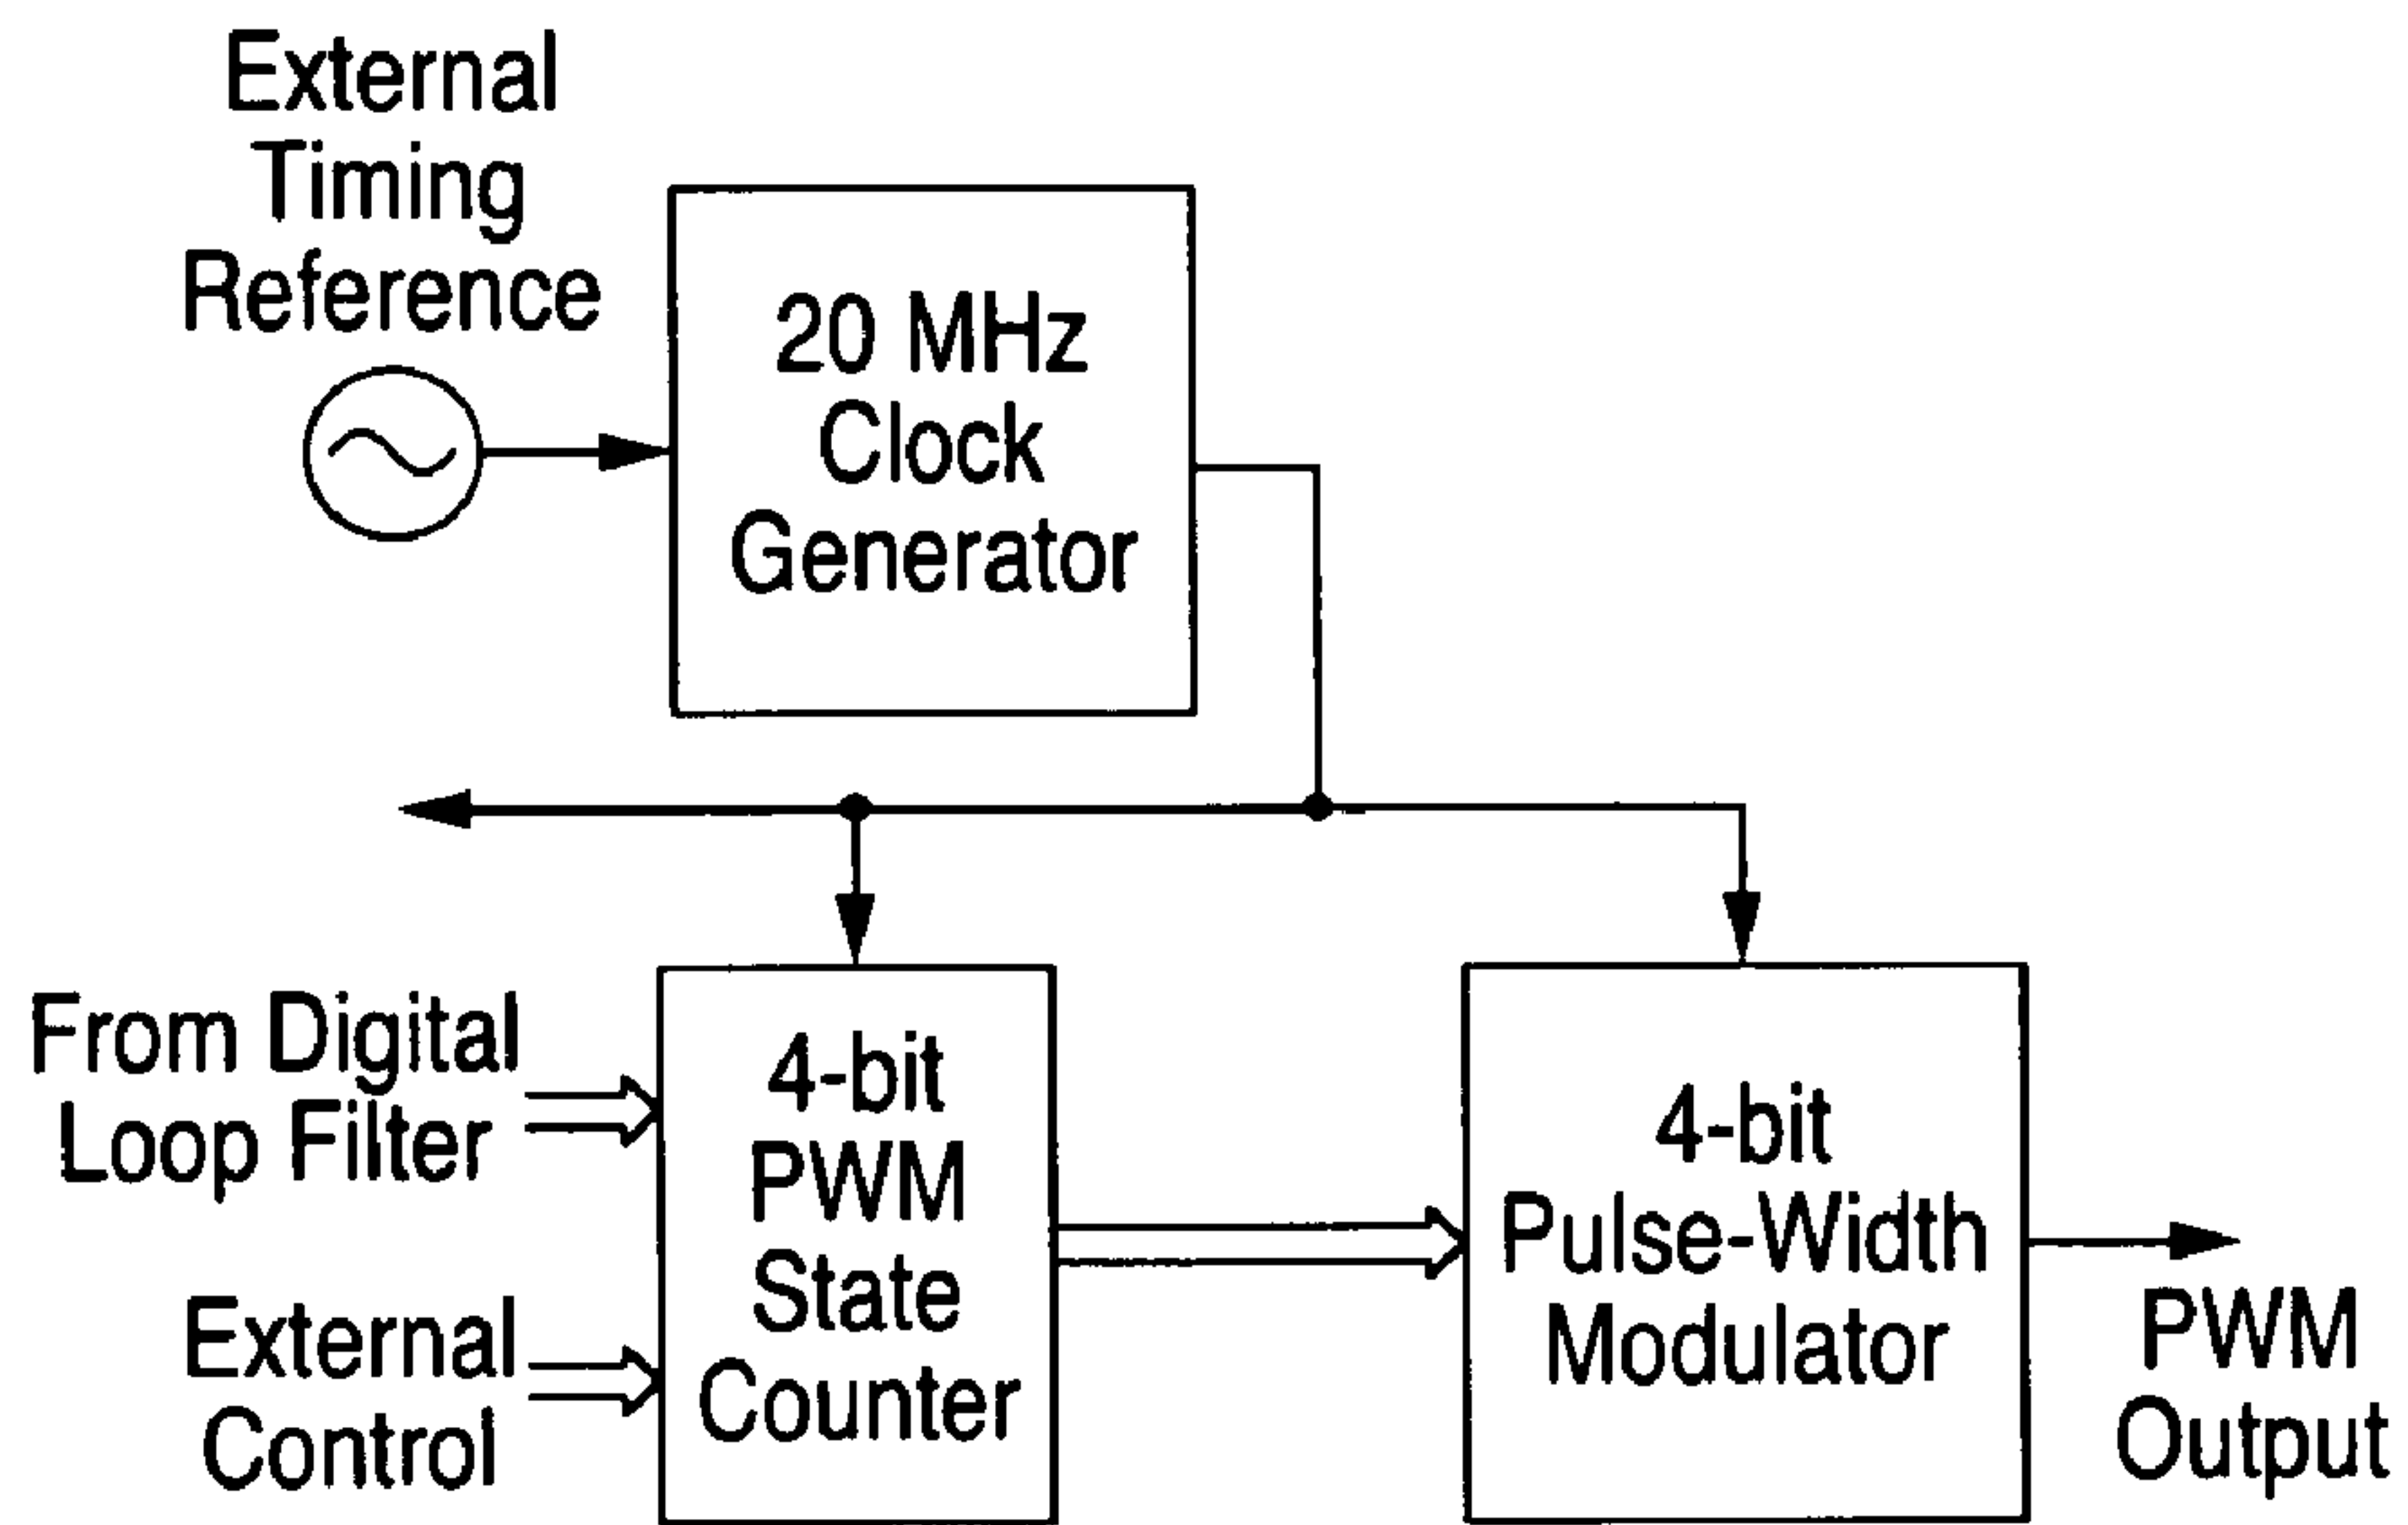 External
Timing
Reference
20 MHz
Clock
Generator
From Digital
Loop Filter
External
Control
4-bit
PWM
State
Counter
4-bit
Pulse-Width
Modulator
PWM
Output